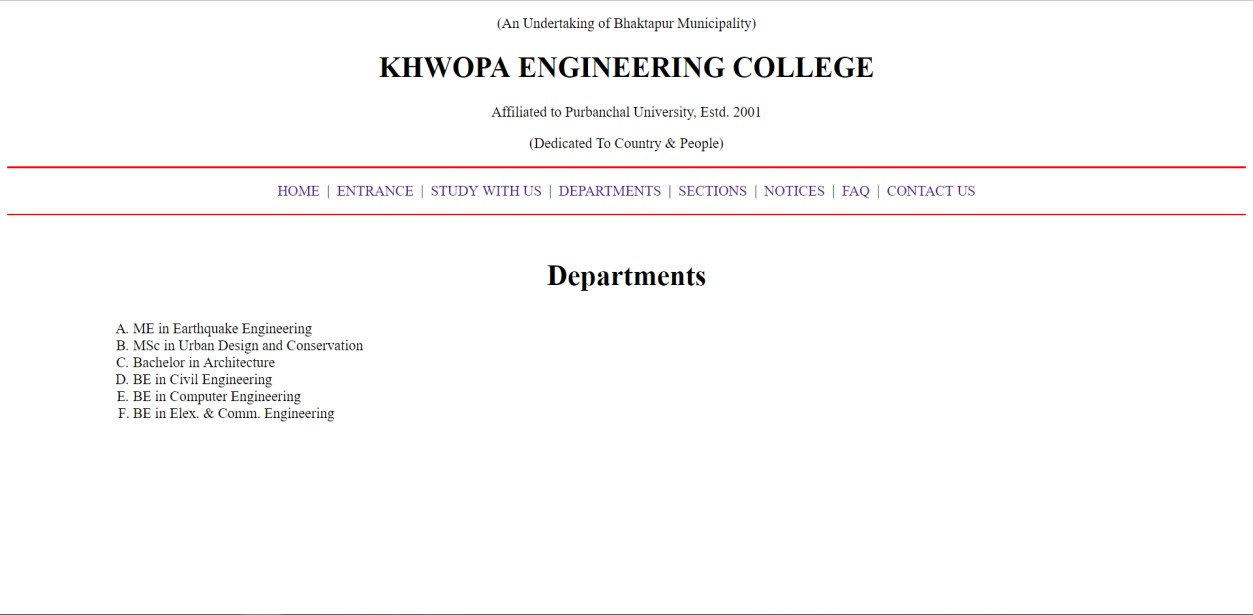 (An Undertaking of Bhaktapur Municipality)
KHWOPA ENGINEERING COLLEGE
Affiliated to Purbanchal University, Estd. 2001
(Dedicated To Country & People)
HOME | ENTRANCE | STUDY WITH US | DEPARTMENTS | SECTIONS | NOTICES | FAQ | CONTACT US
Departments
A. ME in Earthquake Engineering
B. MSc in Urban Design and Conservation
C. Bachelor in Architecture
D. BE in Civil Engineering
E. BE in Computer Engineering
F. BE in Elex. & Comm. Engineering